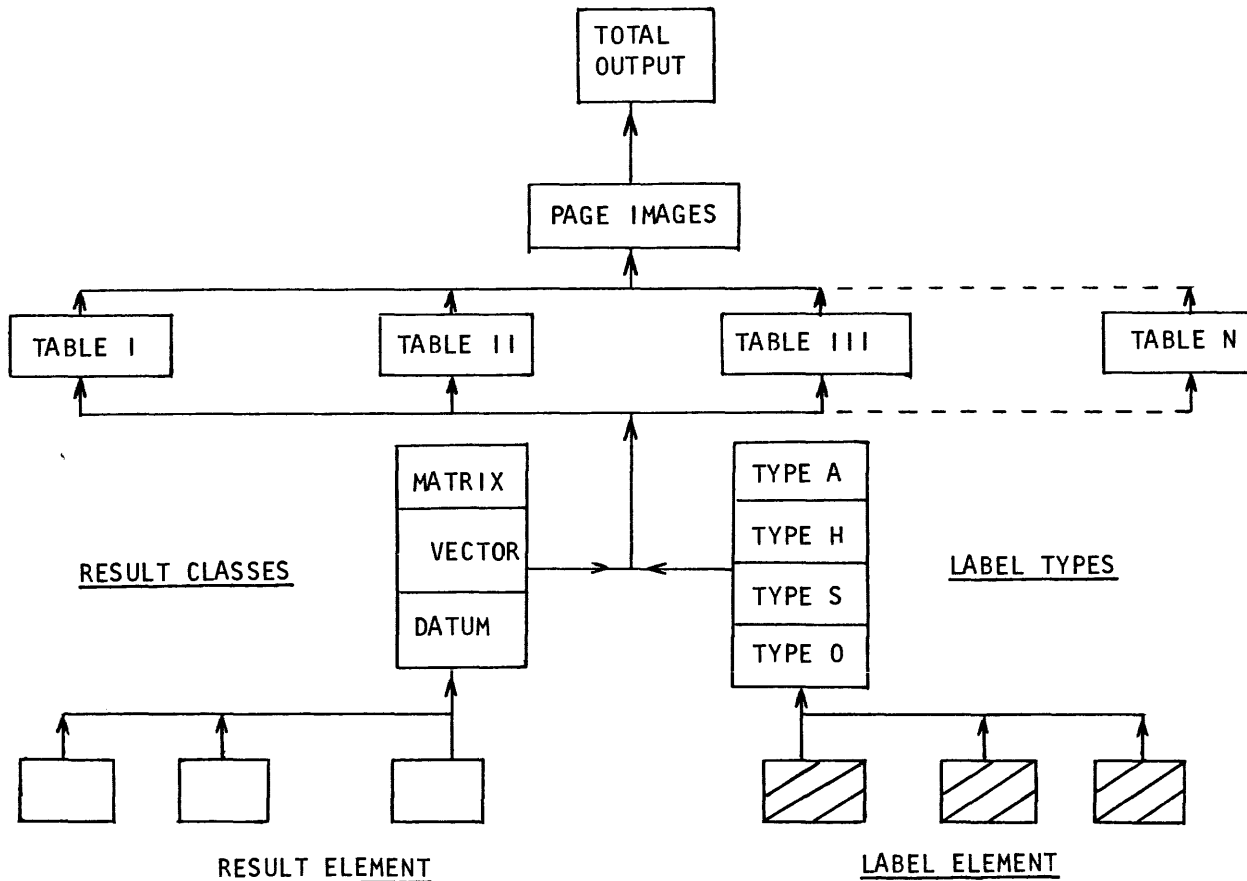 TOTAL
OUTPUT
PAGE IMAGES
TABLE I
TABLE II
TABLE III
TABLE N
MATRIX
VECTOR
DATUM
TYPE A
TYPE H
TYPE S
TYPE O
RESULT CLASSES
LABEL TYPES
RESULT ELEMENT
LABEL ELEMENT